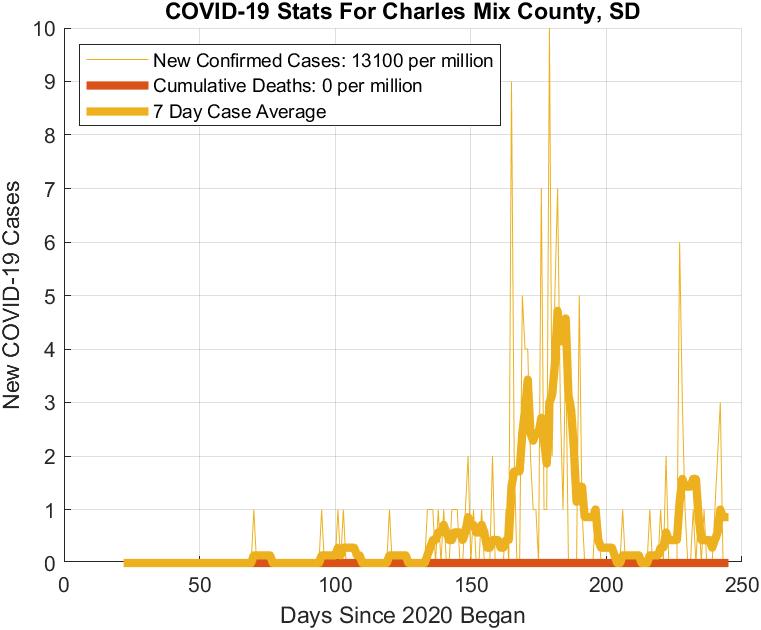 COVID-19 Stats For Charles Mix County, SD
New Confirmed Cases: 13100 per million
Cumulative Deaths: 0 per million
7 Day Case Average
New COVID-19 Cases
10
9
8
7
6
5
4
3
2
1
0
0 50 100 150 200 250
Days Since 2020 Began